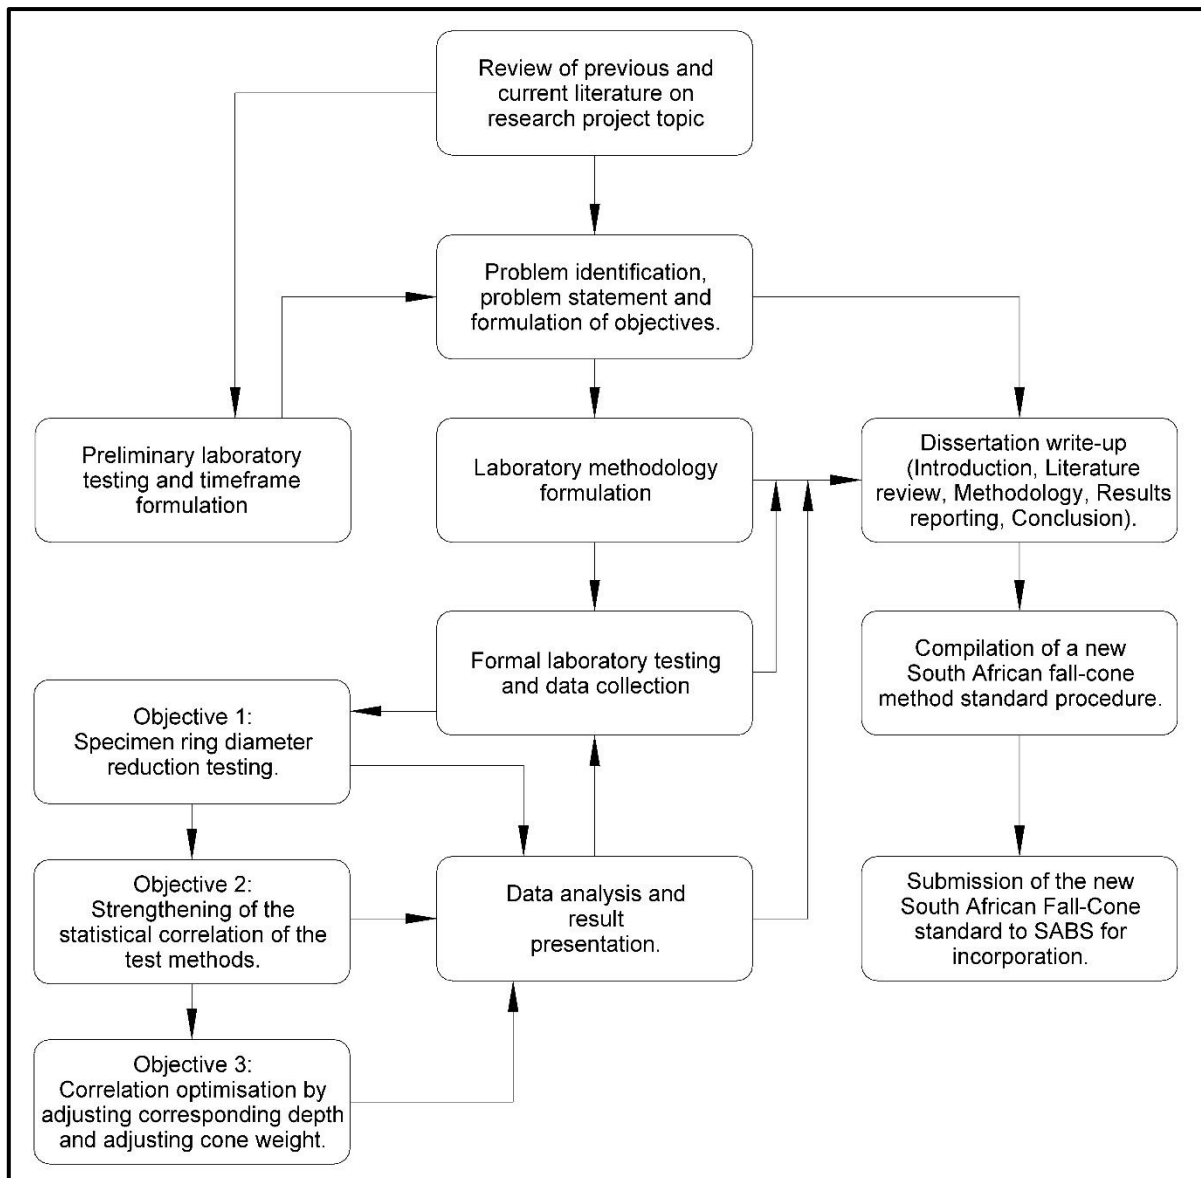 Review of previous and
current literature on
research project topic
Problem identification,
problem statement and
formulation of objectives.
Preliminary laboratory
testing and timeframe
formulation
Laboratory methodology
formulation
Dissertation write-up
(Introduction, Literature
review, Methodology, Results
reporting, Conclusion).
Formal laboratory testing
and data collection
Compilation of a new
South African fall-cone
method standard procedure.
Objective 1:
Specimen ring diameter
reduction testing.
Objective 2:
Strengthening of the
statistical correlation of the
test methods.
Data analysis and
result
presentation.
Submission of the new
South African Fall-Cone
standard to SABS for
incorporation.
Objective 3:
Correlation optimisation by
adjusting corresponding depth
and adjusting cone weight.